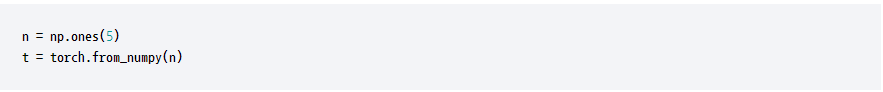 n = np.ones(5)
t = torch.from_numpy(n)